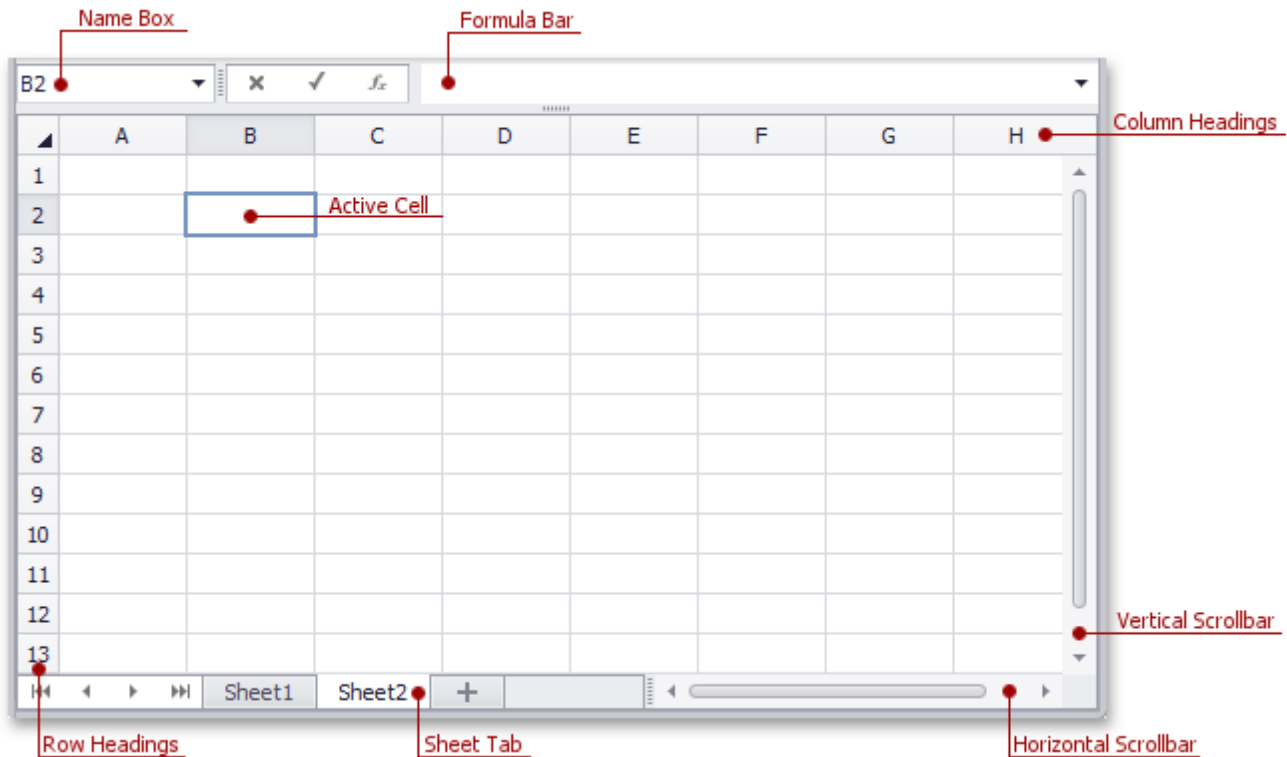 Name Box
Formula Bar
B2
fx
Column Headings
A B C D E F G H
1
Active Cell
2
3
4
5
6
7
8
9
10
11
12
Vertical Scrollbar
13
Sheet1 Sheet2
Row Headings
Sheet Tab
Horizontal Scrollbar